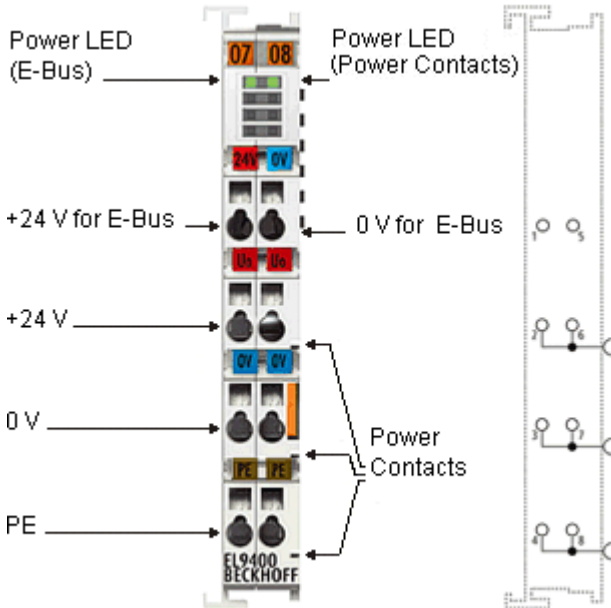 Power LED
(E-Bus)
07 08
Power LED
(Power Contacts)
24V 0V
+24 V for E-Bus
0 V for E-Bus
1 5
Uo Uo
+24 V
2 6
0V 0V
0 V
3 7
Power
Contacts
PE PE
PE
4 8
EL9400
BECKHOFF